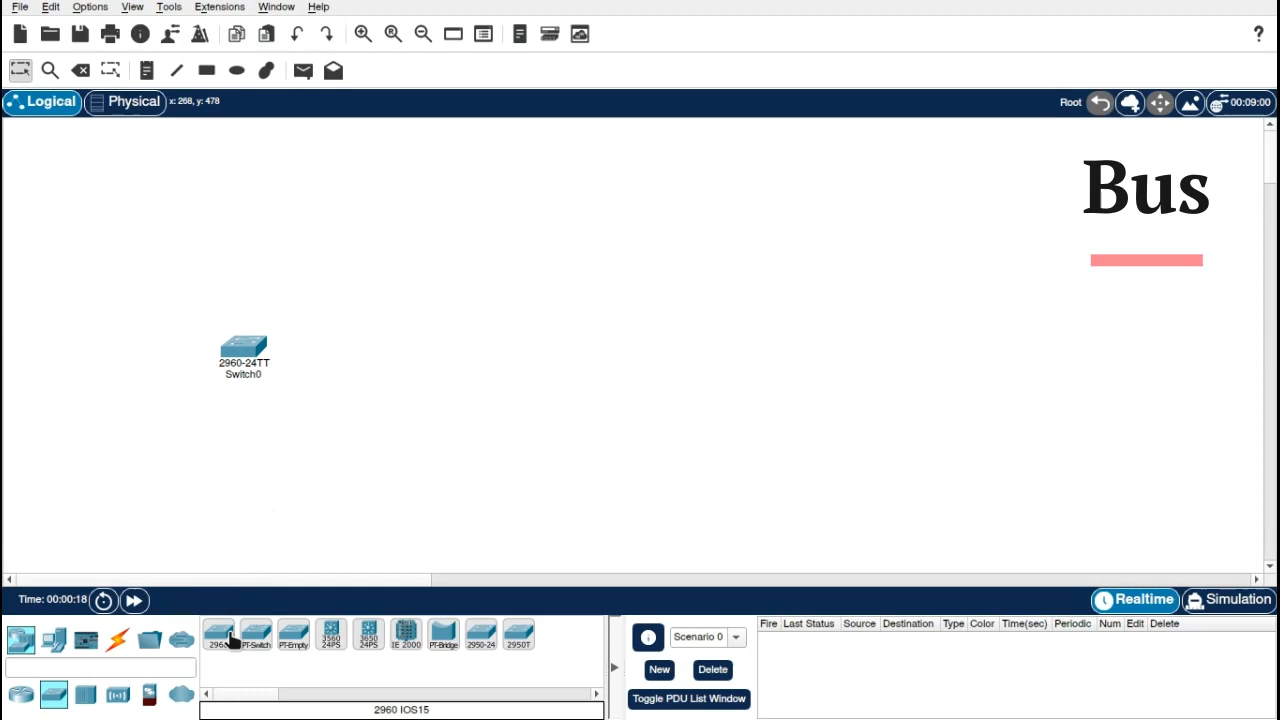 File Edit Options View Tools Extensions Window Help
?
Logical Physical x: 268, y: 478 Root 00:09:00
Bus
2960-24TT
Switch0
Time: 00:00:18 Realtime Simulation
PT-Switch PT-Empty 3560 24PS 3650 24PS IE 2000 PT-Bridge 2950-24 2950T
Scenario 0
New Delete
Toggle PDU List Window
Fire Last Status Source Destination Type Color Time(sec) Periodic Num Edit Delete
2960 IOS15